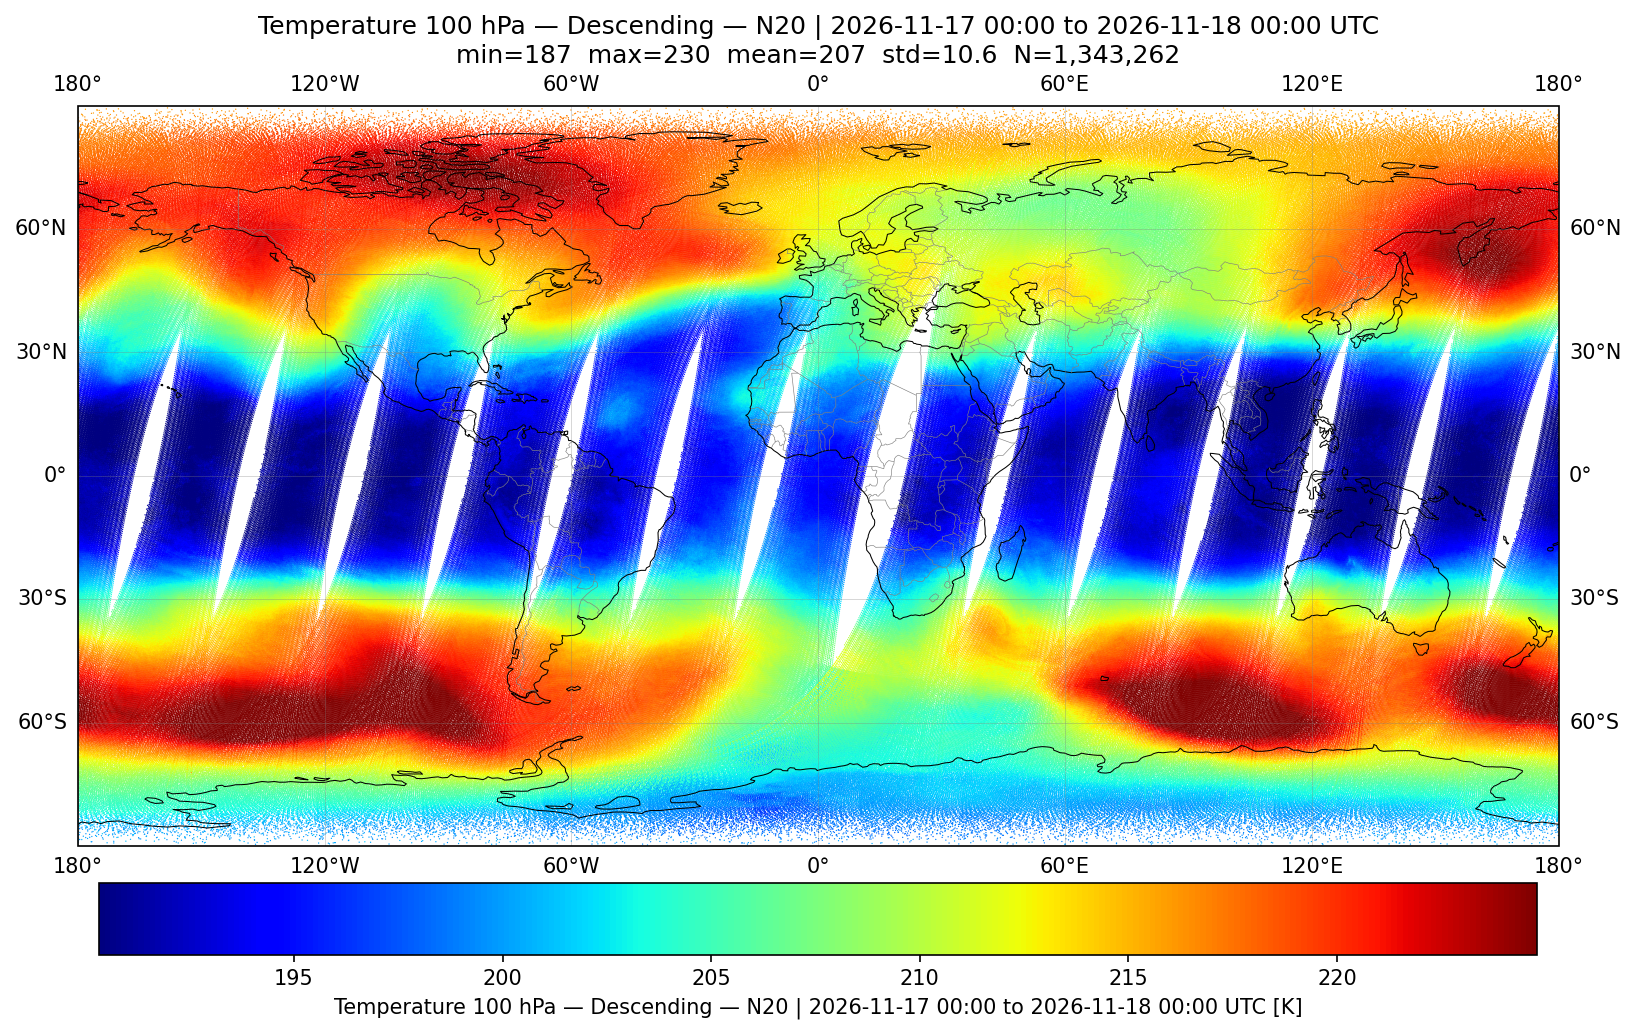 Temperature 100 hPa — Descending — N20 | 2026-11-17 00:00 to 2026-11-18 00:00 UTC
min=187  max=230  mean=207  std=10.6  N=1,343,262
180° 120°W 60°W 0° 60°E 120°E 180°
60°N 60°N
30°N 30°N
0° 0°
30°S 30°S
60°S 60°S
180° 120°W 60°W 0° 60°E 120°E 180°
195 200 205 210 215 220
Temperature 100 hPa — Descending — N20 | 2026-11-17 00:00 to 2026-11-18 00:00 UTC [K]